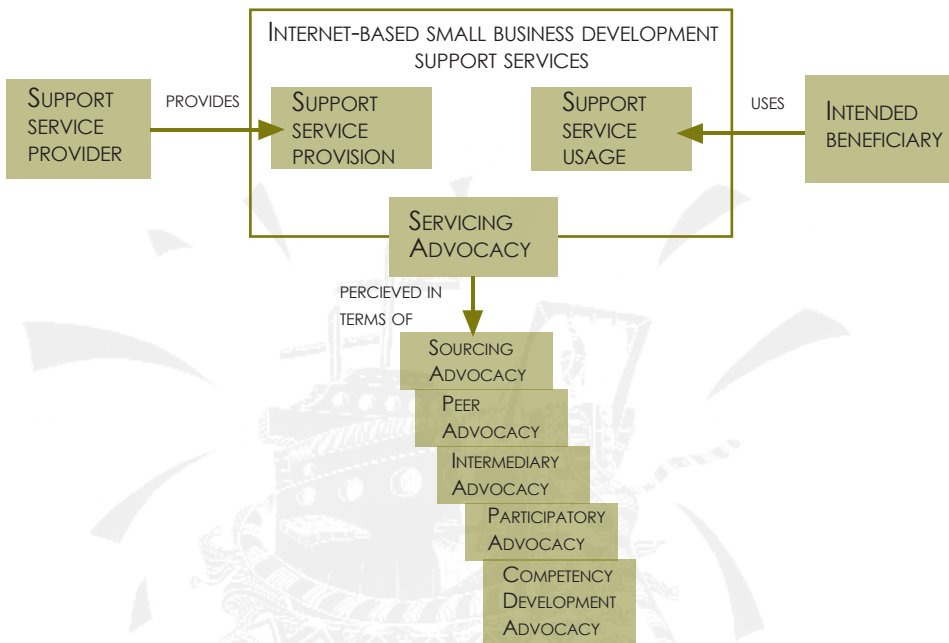 INTERNET-BASED SMALL BUSINESS DEVELOPMENT
SUPPORT SERVICES
SUPPORT
SERVICE
PROVIDER
PROVIDES
SUPPORT
SERVICE
PROVISION
SUPPORT
SERVICE
USAGE
USES
INTENDED
BENEFICIARY
SERVICING
ADVOCACY
PERCIEVED IN
TERMS OF
SOURCING
ADVOCACY
PEER
ADVOCACY
INTERMEDIARY
ADVOCACY
PARTICIPATORY
ADVOCACY
COMPETENCY
DEVELOPMENT
ADVOCACY